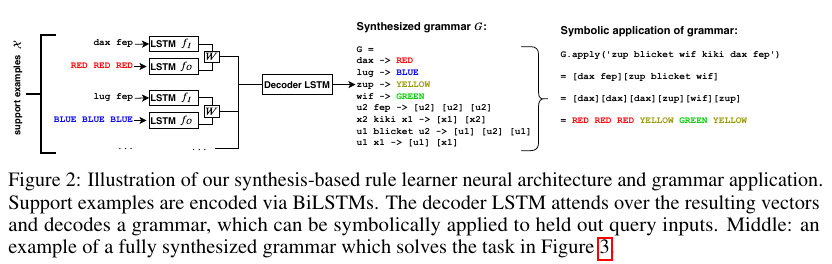 support examples 𝒳
dax fep
LSTM f_I
RED RED RED
LSTM f_O
W
lug fep
LSTM f_I
BLUE BLUE BLUE
LSTM f_O
W
...
...
Decoder LSTM
Synthesized grammar G:
G =
dax -> RED
lug -> BLUE
zup -> YELLOW
wif -> GREEN
u2 fep -> [u2] [u2] [u2]
x2 kiki x1 -> [x1] [x2]
u1 blicket u2 -> [u1] [u2] [u1]
u1 x1 -> [u1] [x1]
Symbolic application of grammar:
G.apply('zup blicket wif kiki dax fep')
= [dax fep][zup blicket wif]
= [dax][dax][dax][zup][wif][zup]
= RED RED RED YELLOW GREEN YELLOW
Figure 2: Illustration of our synthesis-based rule learner neural architecture and grammar application.
Support examples are encoded via BiLSTMs. The decoder LSTM attends over the resulting vectors
and decodes a grammar, which can be symbolically applied to held out query inputs. Middle: an
example of a fully synthesized grammar which solves the task in Figure 3.